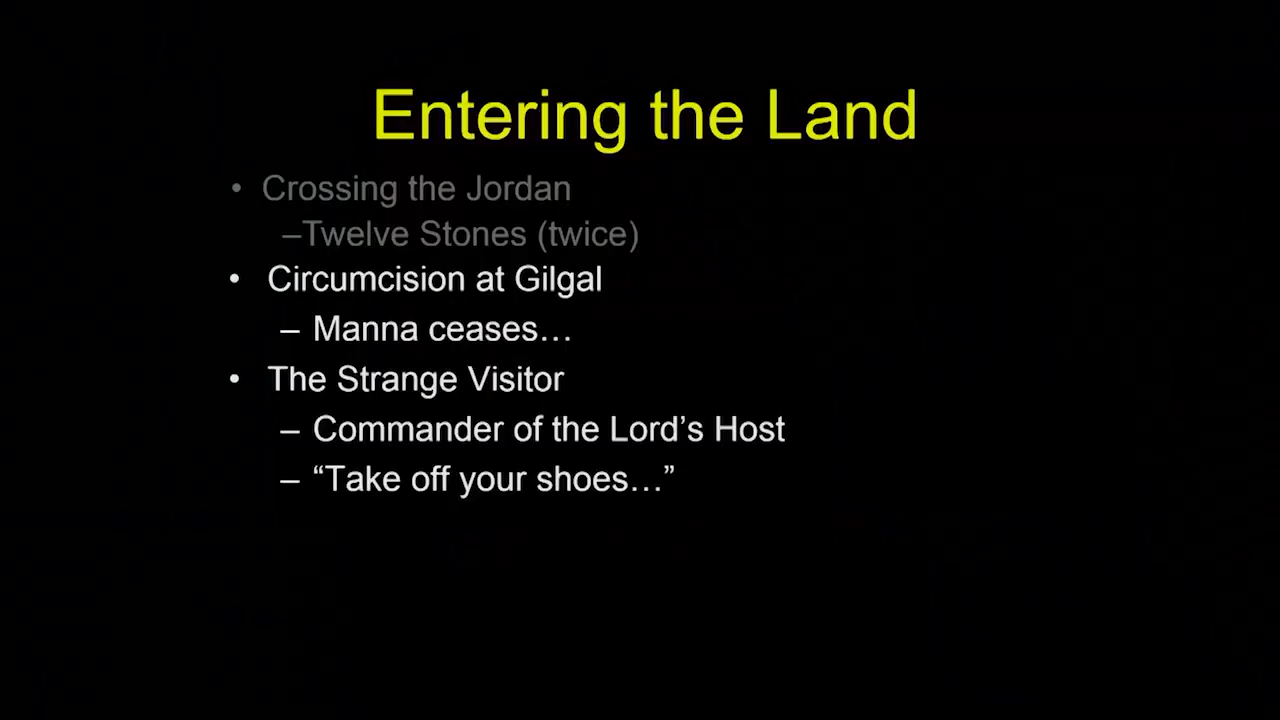 Entering the Land
• Crossing the Jordan
–Twelve Stones (twice)
• Circumcision at Gilgal
– Manna ceases…
• The Strange Visitor
– Commander of the Lord’s Host
– “Take off your shoes…”